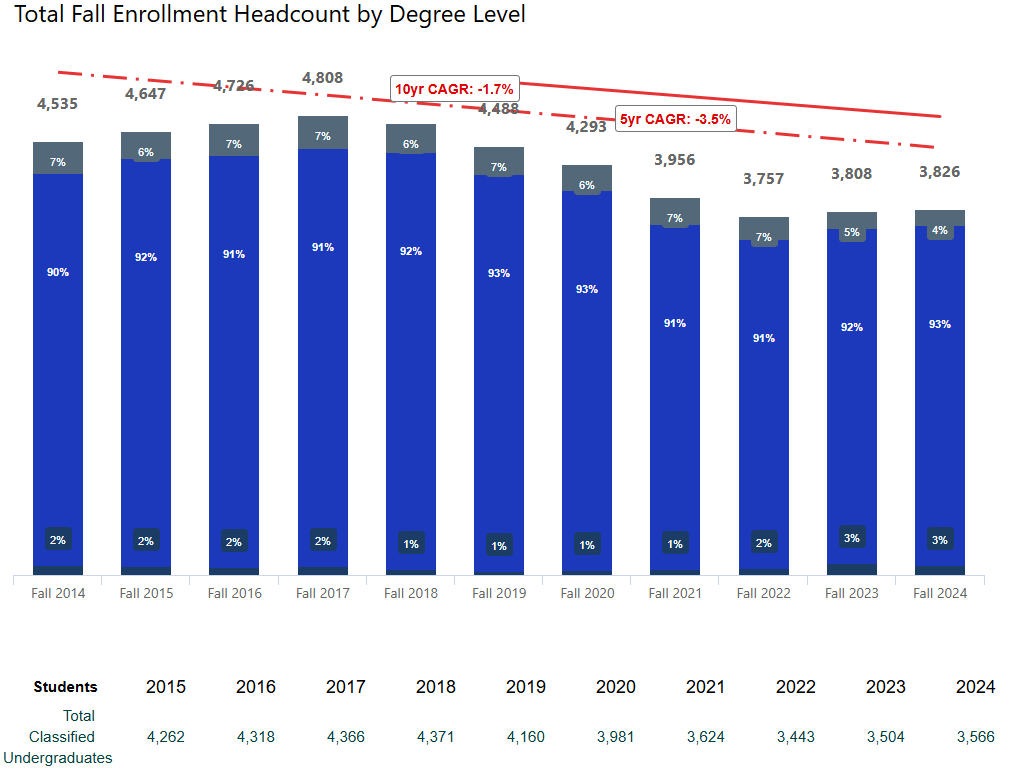 Total Fall Enrollment Headcount by Degree Level
4,535 4,647 4,726 4,808 4,488 4,293 3,956 3,757 3,808 3,826
10yr CAGR: -1.7%
5yr CAGR: -3.5%
7% 6% 7% 7% 6% 7% 6% 7% 7% 5% 4%
90% 92% 91% 91% 92% 93% 93% 91% 91% 92% 93%
2% 2% 2% 2% 1% 1% 1% 1% 2% 3% 3%
Fall 2014 Fall 2015 Fall 2016 Fall 2017 Fall 2018 Fall 2019 Fall 2020 Fall 2021 Fall 2022 Fall 2023 Fall 2024
Students 2015 2016 2017 2018 2019 2020 2021 2022 2023 2024
Total
Classified 4,262 4,318 4,366 4,371 4,160 3,981 3,624 3,443 3,504 3,566
Undergraduates